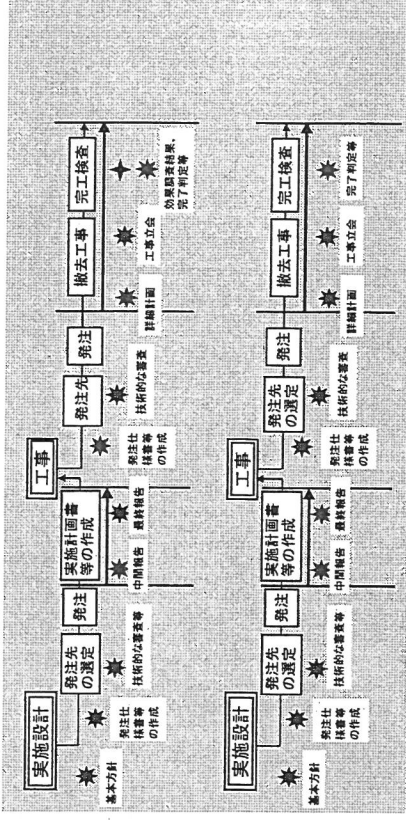 実施設計
発注先
の選定
発注
実施計画書
等の作成
工事
発注先
発注
撤去工事
完工検査
基本方針
発注仕
様書等
の作成
技術的な審査等
中間報告
最終報告
発注仕
様書等
の作成
技術的な審査
詳細計画
工事立会
効果調査結果、
完了判定等
実施設計
発注先
の選定
発注
実施計画書
等の作成
工事
発注先
の選定
発注
撤去工事
完工検査
基本方針
発注仕
様書等
の作成
技術的な審査等
中間報告
最終報告
発注仕
様書等
の作成
技術的な審査
詳細計画
工事立会
完了判定等